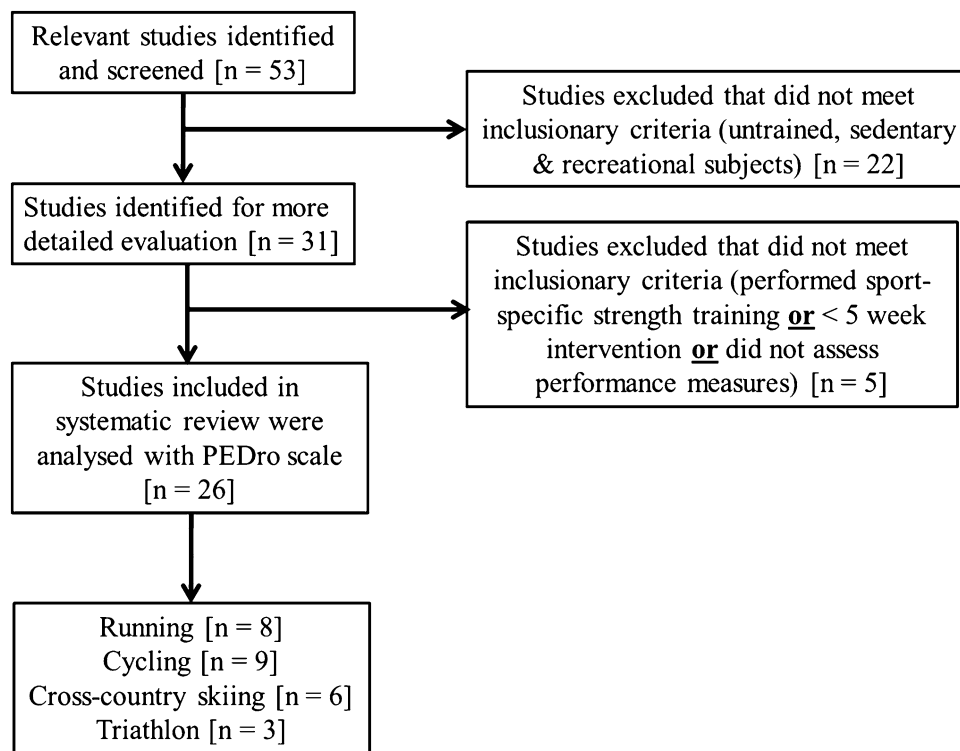 Relevant studies identified
and screened [n = 53]
Studies excluded that did not meet
inclusionary criteria (untrained, sedentary
& recreational subjects) [n = 22]
Studies identified for more
detailed evaluation [n = 31]
Studies excluded that did not meet
inclusionary criteria (performed sport-
specific strength training or < 5 week
intervention or did not assess
performance measures) [n = 5]
Studies included in
systematic review were
analysed with PEDro scale
[n = 26]
Running [n = 8]
Cycling [n = 9]
Cross-country skiing [n = 6]
Triathlon [n = 3]